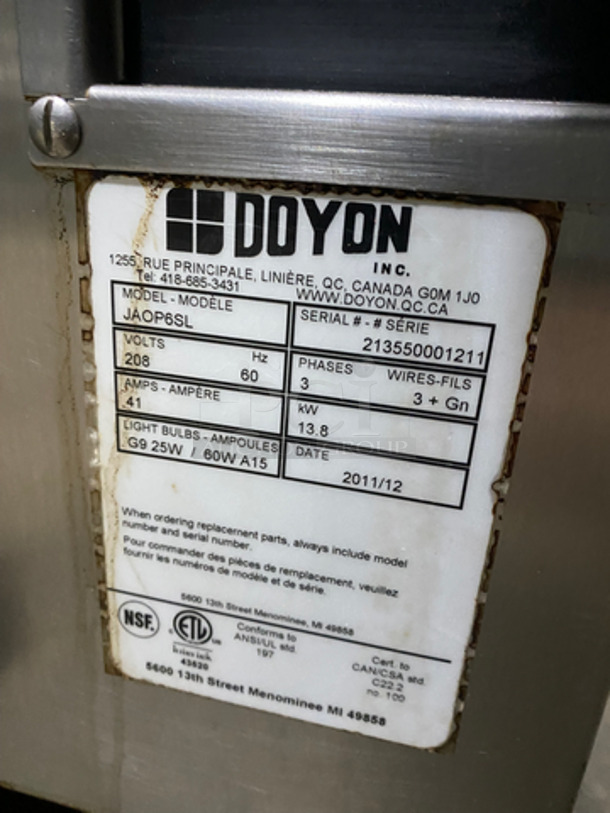 DOYON
INC.
1255, RUE PRINCIPALE, LINIÈRE, QC, CANADA G0M 1J0
Tel: 418-685-3431 WWW.DOYON.QC.CA
MODEL - MODÈLE
JAOP6SL
SERIAL # - # SÉRIE
213550001211
VOLTS Hz
208 60
PHASES WIRES-FILS
3 3 + Gn
AMPS - AMPÈRE
41
kW
13.8
LIGHT BULBS - AMPOULES
G9 25W / 60W A15
DATE
2011/12
When ordering replacement parts, always include model
number and serial number.
Pour commander des pièces de remplacement, veuillez
fournir les numéros de modèle et de série.
5600 13th Street Menominee, MI 49858
NSF.
ETL
Intertek
43820
Conforms to
ANSI/UL std.
197
Cert. to
CAN/CSA std.
C22.2
no. 100
5600 13th Street Menominee MI 49858